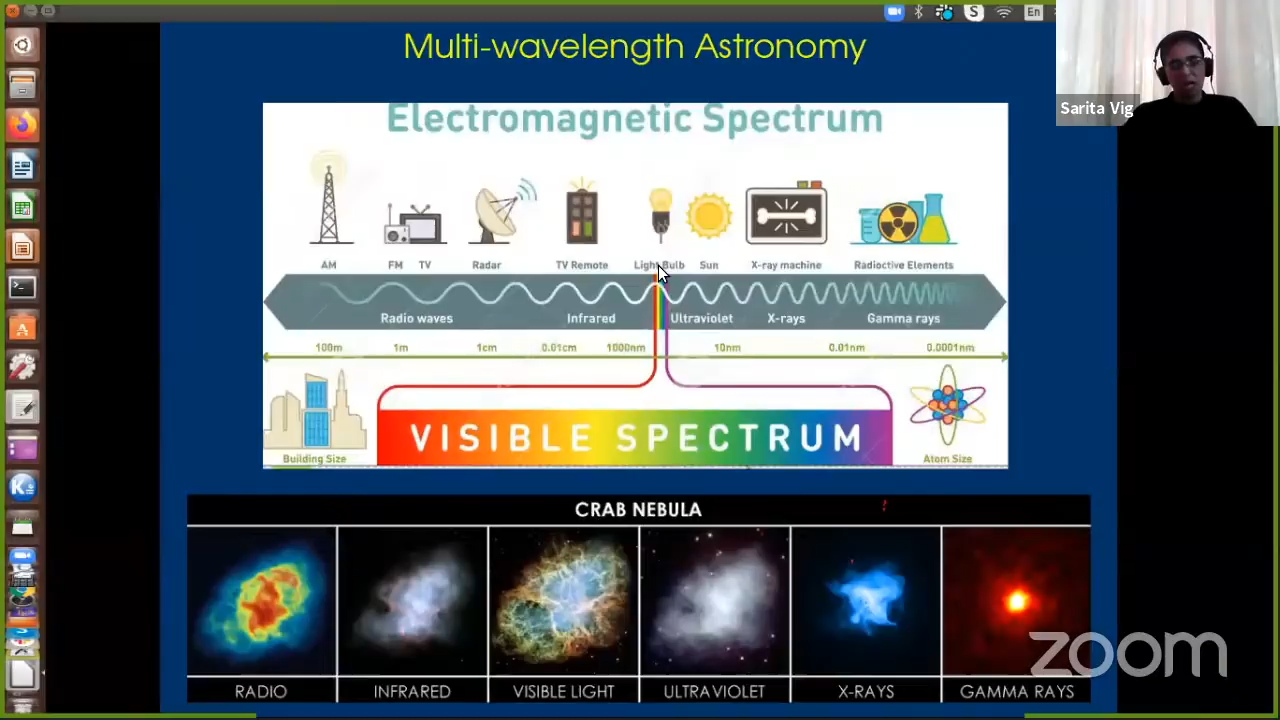 En
Multi-wavelength Astronomy
Sarita Vig
Electromagnetic Spectrum
AM FM TV Radar TV Remote Light Bulb Sun X-ray machine Radioctive Elements
Radio waves Infrared Ultraviolet X-rays Gamma rays
100m 1m 1cm 0.01cm 1000nm 10nm 0.01nm 0.0001nm
VISIBLE SPECTRUM
Building Size Atom Size
CRAB NEBULA
RADIO INFRARED VISIBLE LIGHT ULTRAVIOLET X-RAYS GAMMA RAYS
zoom